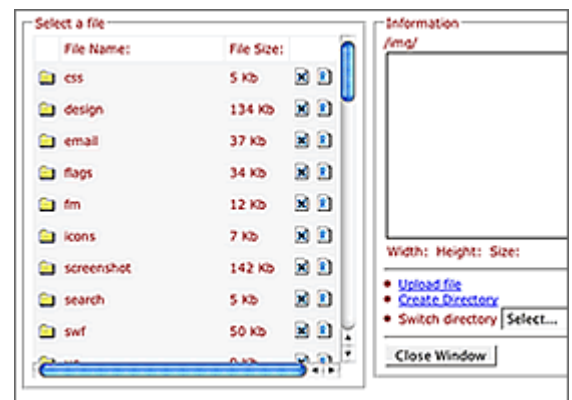 Select a file
File Name: File Size:
css 5 Kb
design 134 Kb
email 37 Kb
flags 34 Kb
fm 12 Kb
icons 7 Kb
screenshot 142 Kb
search 5 Kb
swf 50 Kb
Information
/img/
Width: Height: Size:
Upload file
Create Directory
Switch directory Select...
Close Window